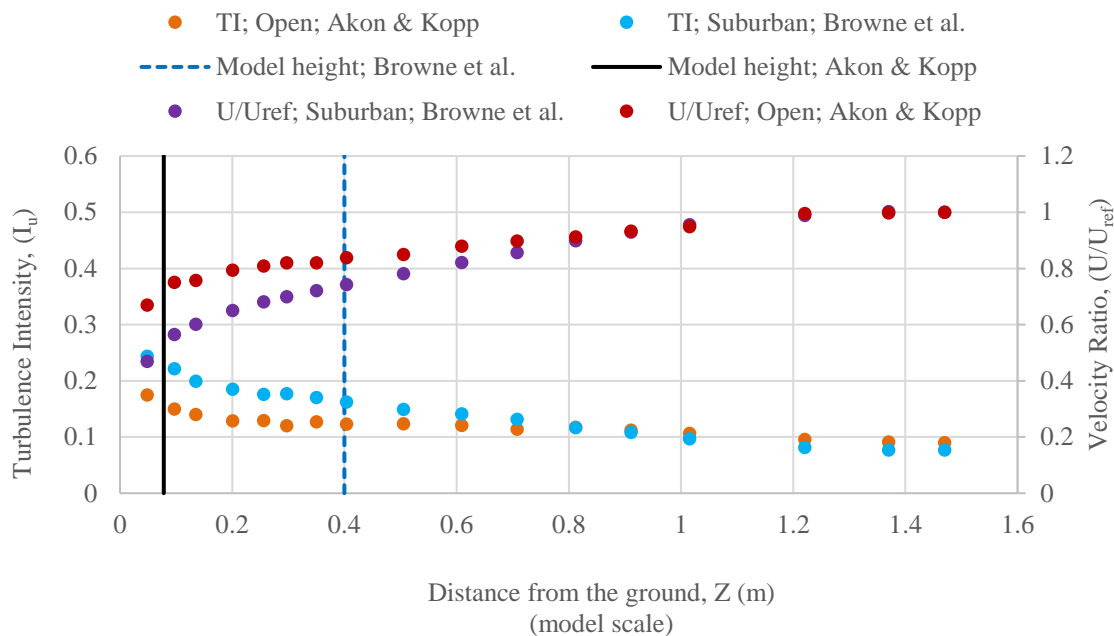 TI; Open; Akon & Kopp
TI; Suburban; Browne et al.
Model height; Browne et al.
Model height; Akon & Kopp
U/Uref; Suburban; Browne et al.
U/Uref; Open; Akon & Kopp
Turbulence Intensity, (I_u)
0.6
0.5
0.4
0.3
0.2
0.1
0
1.2
1
0.8
0.6
0.4
0.2
0
Velocity Ratio, (U/U_ref)
0 0.2 0.4 0.6 0.8 1 1.2 1.4 1.6
Distance from the ground, Z (m)
(model scale)